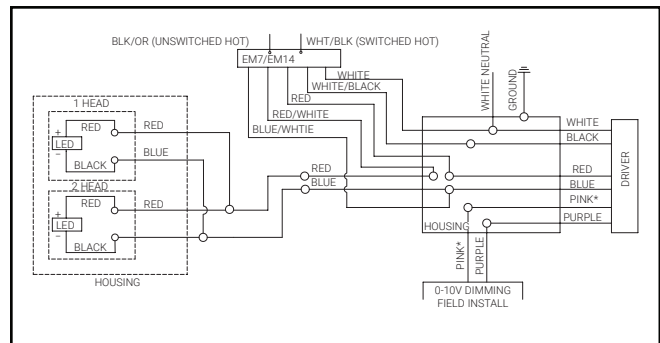 BLK/OR (UNSWITCHED HOT)
WHT/BLK (SWITCHED HOT)
EM7/EM14
WHITE
WHITE/BLACK
RED
RED/WHITE
BLUE/WHTIE
WHITE NEUTRAL
GROUND
1 HEAD
RED
RED
+
LED
−
BLUE
BLACK
2 HEAD
RED
RED
+
LED
−
BLACK
HOUSING
RED
BLUE
WHITE
BLACK
RED
BLUE
PINK*
PURPLE
DRIVER
HOUSING
PINK*
PURPLE
0-10V DIMMING
FIELD INSTALL